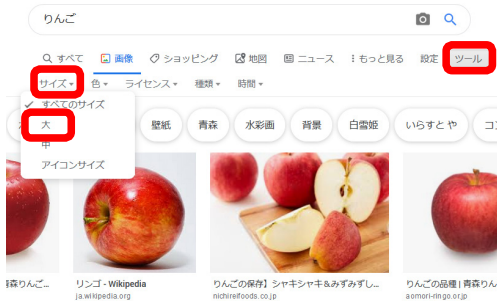 りんご
すべて 画像 ショッピング 地図 ニュース もっと見る 設定 ツール
サイズ 色 ライセンス 種類 時間
すべてのサイズ
大
中
アイコンサイズ
壁紙 青森 水彩画 背景 白雪姫 いらすとや コ
青森りんご...
リンゴ - Wikipedia
ja.wikipedia.org
りんごの保存】シャキシャキ&みずみずし...
nichireifoods.co.jp
りんごの品種 | 青森りん
aomori-ringo.or.jp